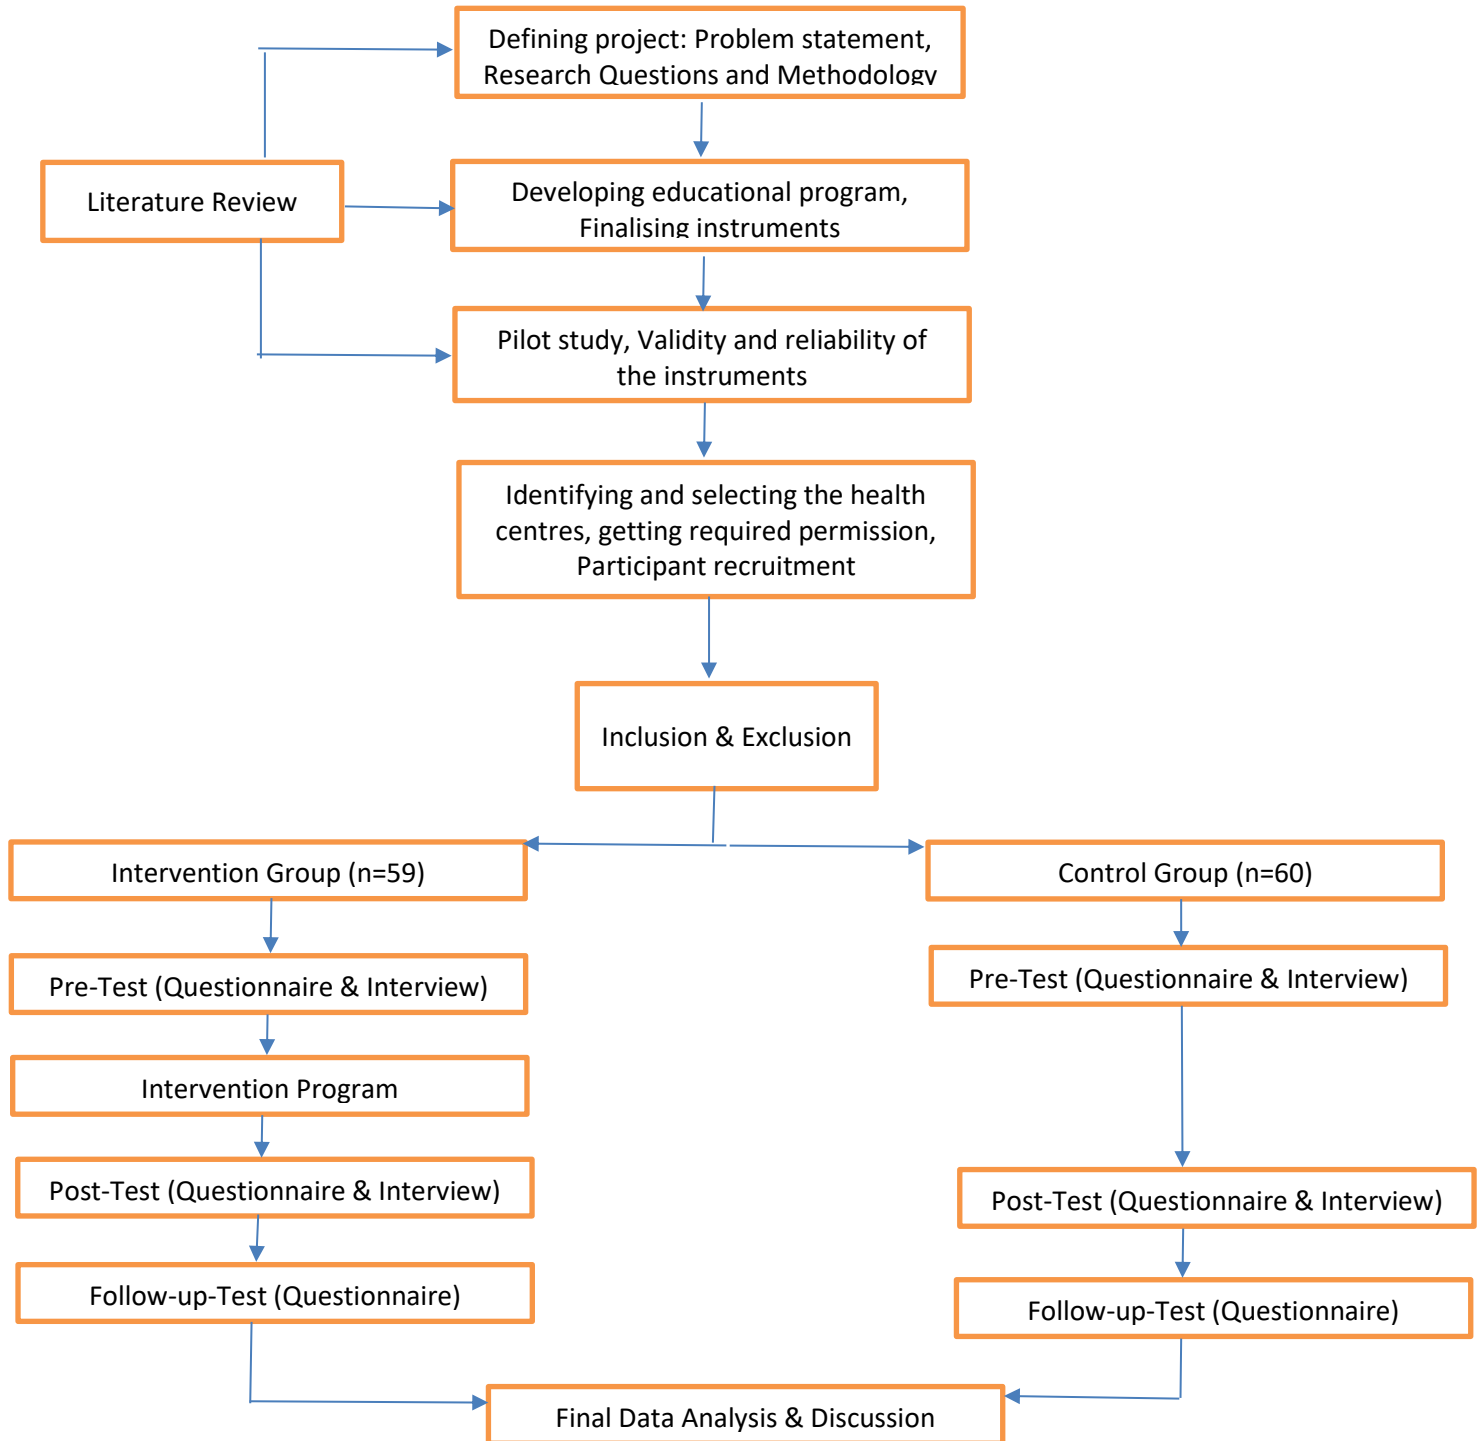 Defining project: Problem statement,
Research Questions and Methodology
Literature Review
Developing educational program,
Finalising instruments
Pilot study, Validity and reliability of
the instruments
Identifying and selecting the health
centres, getting required permission,
Participant recruitment
Inclusion & Exclusion
Intervention Group (n=59)
Control Group (n=60)
Pre-Test (Questionnaire & Interview)
Pre-Test (Questionnaire & Interview)
Intervention Program
Post-Test (Questionnaire & Interview)
Post-Test (Questionnaire & Interview)
Follow-up-Test (Questionnaire)
Follow-up-Test (Questionnaire)
Final Data Analysis & Discussion